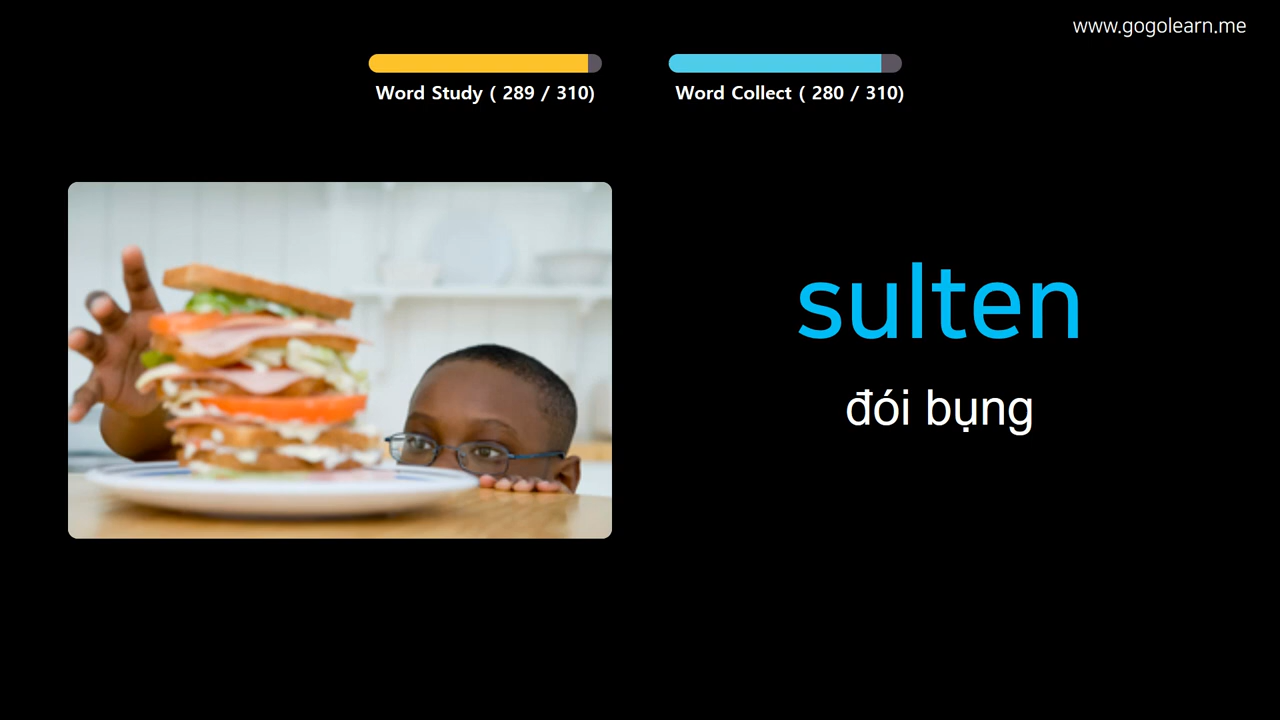 www.gogolearn.me
Word Study ( 289 / 310)
Word Collect ( 280 / 310)
sulten
đói bụng